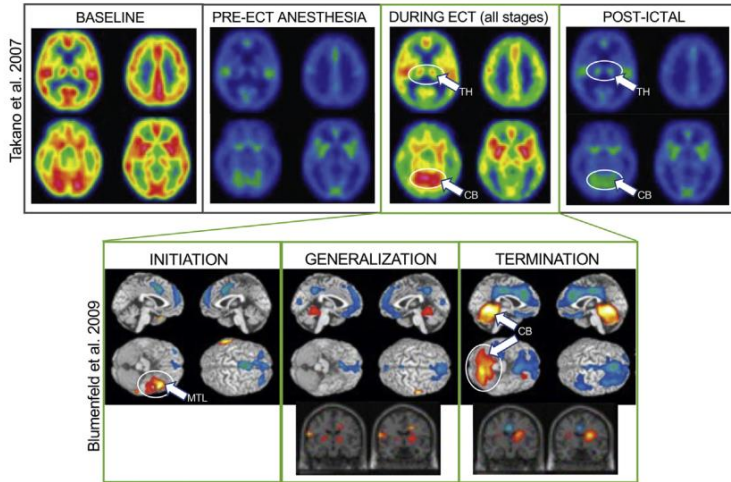 BASELINE
PRE-ECT ANESTHESIA
DURING ECT (all stages)
POST-ICTAL
Takano et al. 2007
TH
TH
CB
CB
INITIATION
GENERALIZATION
TERMINATION
Blumenfeld et al. 2009
CB
MTL